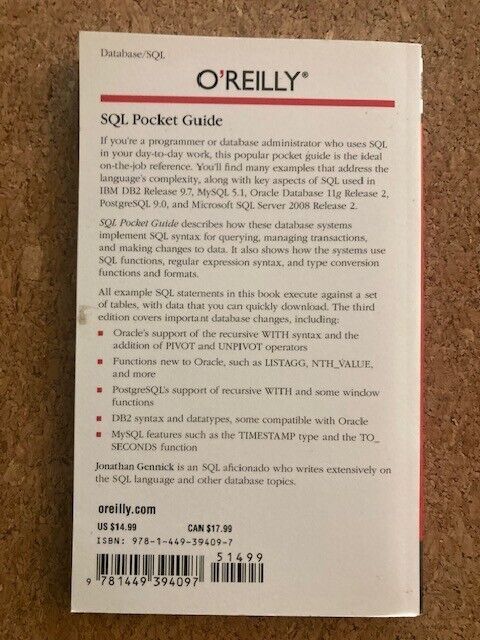 Database/SQL
O'REILLY®
SQL Pocket Guide
If you're a programmer or database administrator who uses SQL
in your day-to-day work, this popular pocket guide is the ideal
on-the-job reference. You'll find many examples that address the
language's complexity, along with key aspects of SQL used in
IBM DB2 Release 9.7, MySQL 5.1, Oracle Database 11g Release 2,
PostgreSQL 9.0, and Microsoft SQL Server 2008 Release 2.
SQL Pocket Guide describes how these database systems
implement SQL syntax for querying, managing transactions,
and making changes to data. It also shows how the systems use
SQL functions, regular expression syntax, and type conversion
functions and formats.
All example SQL statements in this book execute against a set
of tables, with data that you can quickly download. The third
edition covers important database changes, including:
■ Oracle's support of the recursive WITH syntax and the
addition of PIVOT and UNPIVOT operators
■ Functions new to Oracle, such as LISTAGG, NTH_VALUE,
and more
■ PostgreSQL's support of recursive WITH and some window
functions
■ DB2 syntax and datatypes, some compatible with Oracle
■ MySQL features such as the TIMESTAMP type and the TO_
SECONDS function
Jonathan Gennick is an SQL aficionado who writes extensively on
the SQL language and other database topics.
oreilly.com
US $14.99 CAN $17.99
ISBN: 978-1-449-39409-7
51499
9 781449 394097